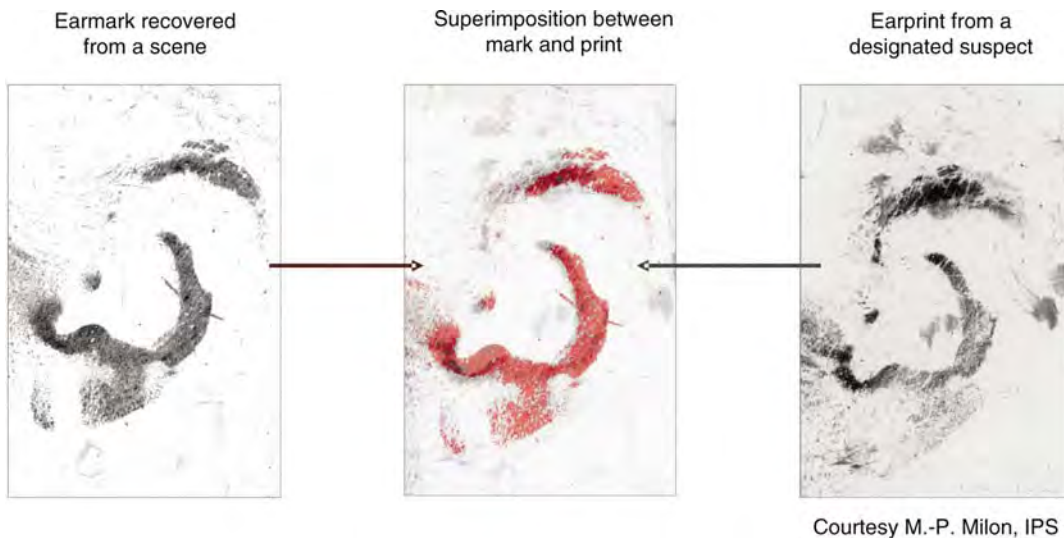 Earmark recovered
from a scene
Superimposition between
mark and print
Earprint from a
designated suspect
Courtesy M.-P. Milon, IPS